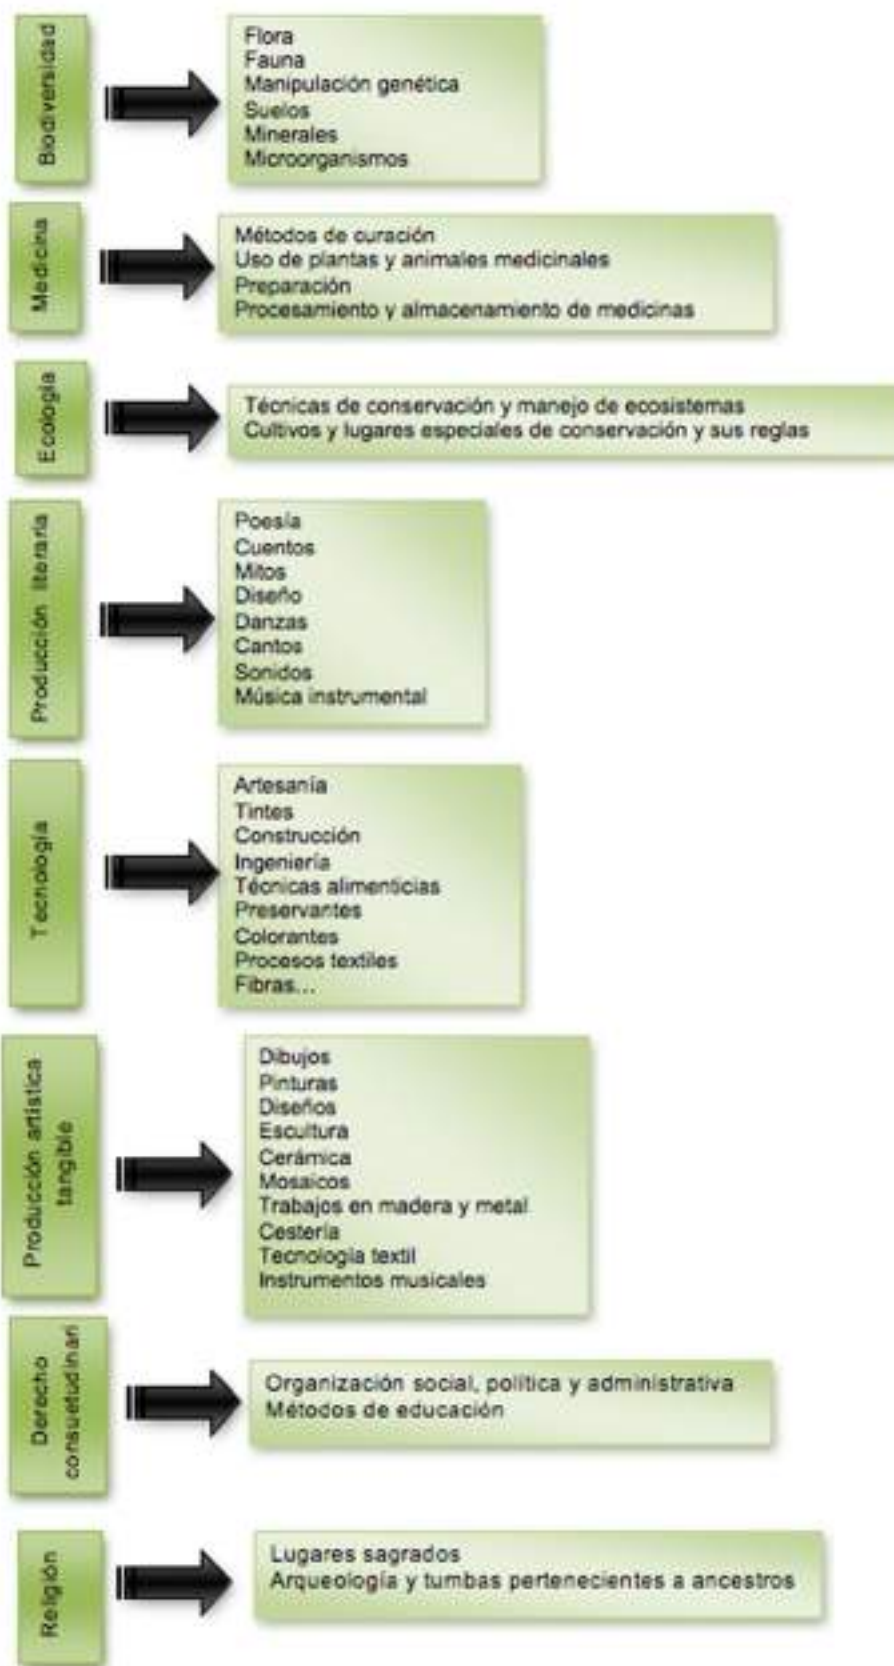 Biodiversidad
Flora
Fauna
Manipulación genética
Suelos
Minerales
Microorganismos
Medicina
Métodos de curación
Uso de plantas y animales medicinales
Preparación
Procesamiento y almacenamiento de medicinas
Ecología
Técnicas de conservación y manejo de ecosistemas
Cultivos y lugares especiales de conservación y sus reglas
Producción literaria
Poesía
Cuentos
Mitos
Diseño
Danzas
Cantos
Sonidos
Música instrumental
Tecnología
Artesanía
Tintes
Construcción
Ingeniería
Técnicas alimenticias
Preservantes
Colorantes
Procesos textiles
Fibras...
Producción artística
tangible
Dibujos
Pinturas
Diseños
Escultura
Cerámica
Mosaicos
Trabajos en madera y metal
Cestería
Tecnología textil
Instrumentos musicales
Derecho
consuetudinari
Organización social, política y administrativa
Métodos de educación
Religión
Lugares sagrados
Arqueología y tumbas pertenecientes a ancestros